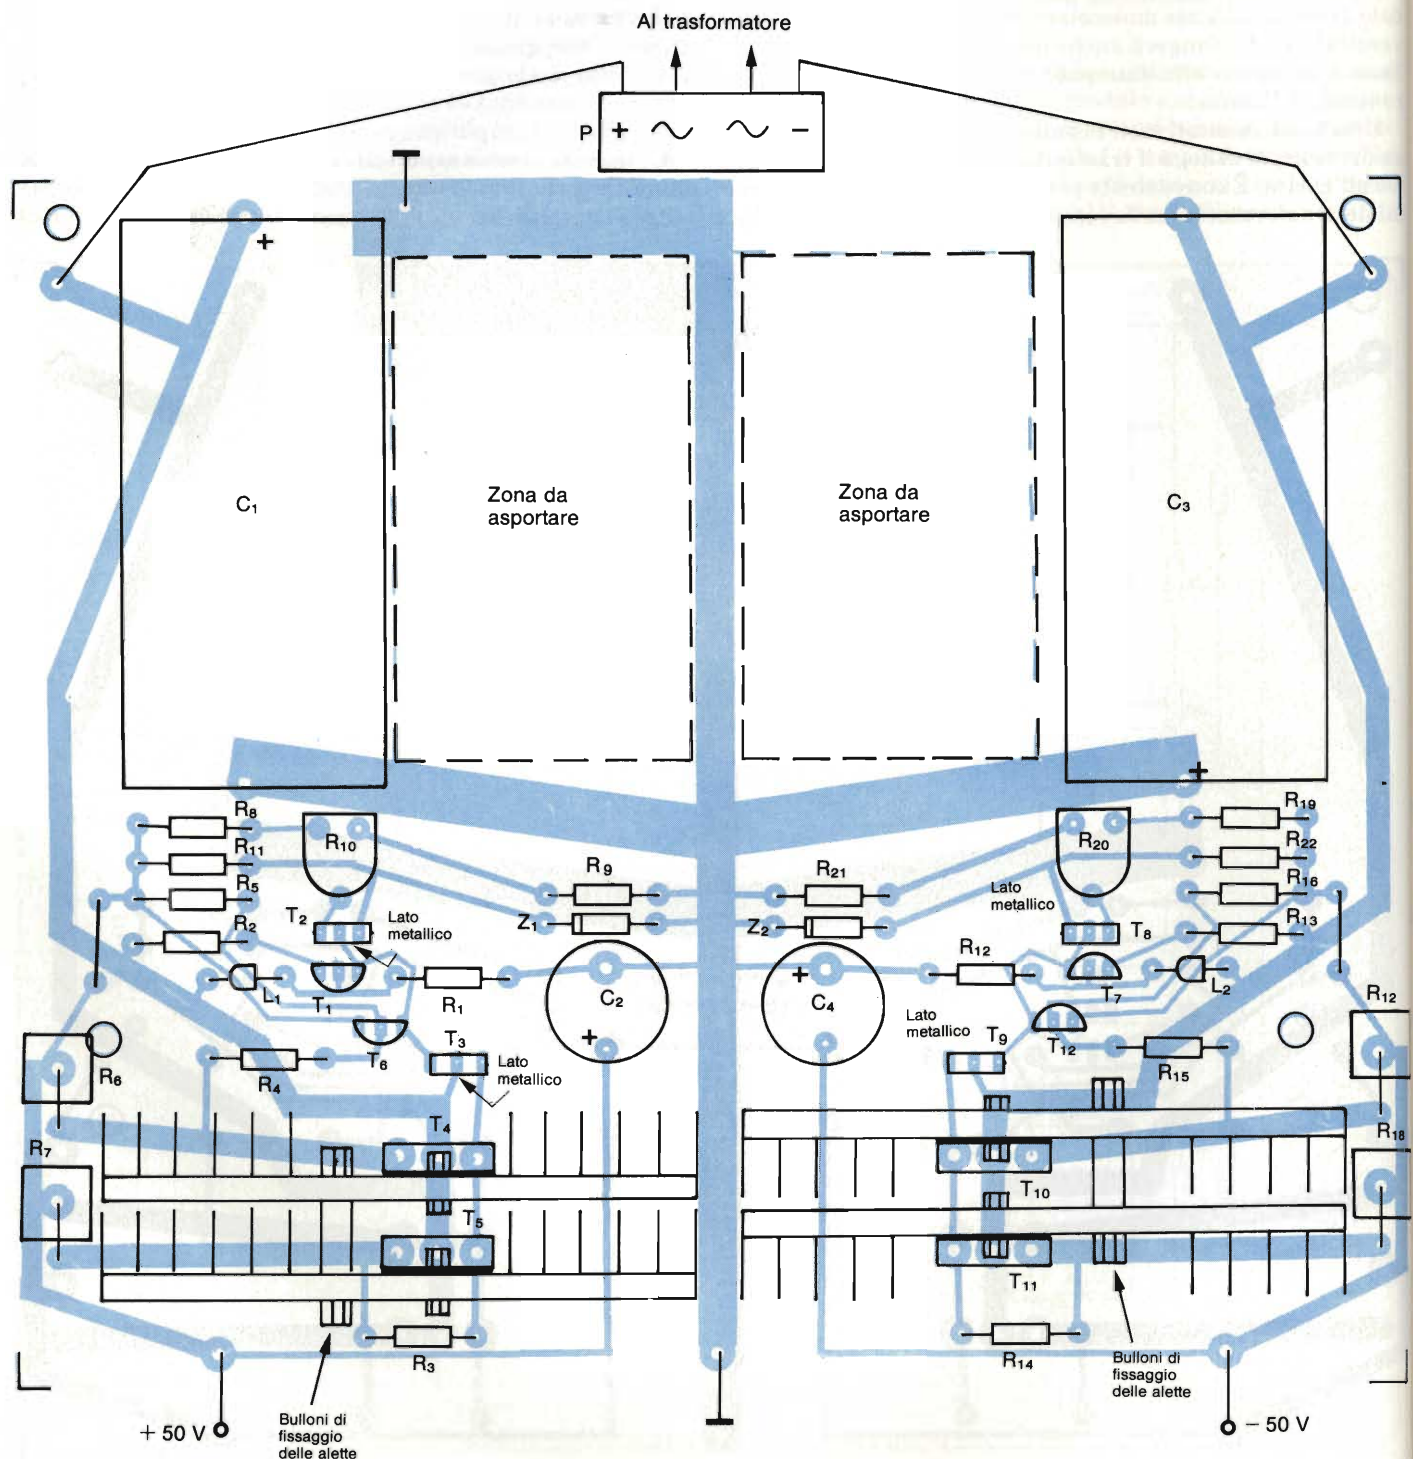 Al trasformatore
P + −
+
C1
Zona da
asportare
Zona da
asportare
C3
+
R8
R10
R11
R5
R2
T2
Lato
metallico
L1
T1
R1
R9
Z1
C2
+
T6
R4
T3
Lato
metallico
R6
R7
T4
T5
R3
R21
Z2
+
C4
R20
Lato
metallico
T8
R19
R22
R16
R13
R12
T7
L2
Lato
metallico
T9
T12
R15
R12
R18
T10
T11
R14
Bulloni di
fissaggio
delle alette
+ 50 V
Bulloni di
fissaggio
delle alette
− 50 V